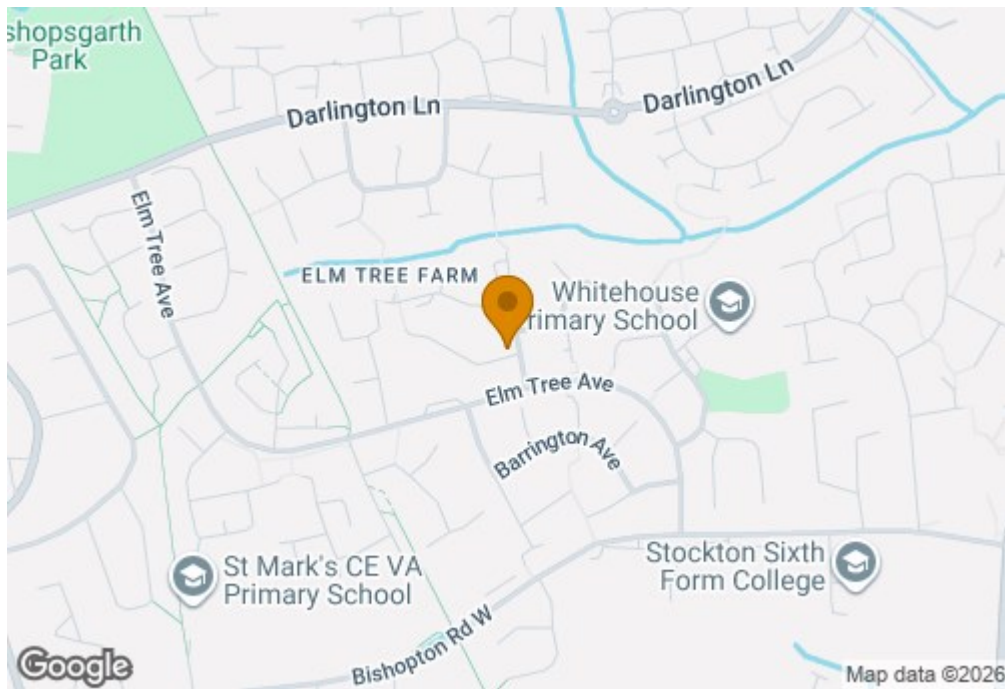 shopsgarth
Park
Darlington Ln
Darlington Ln
Elm Tree Ave
ELM TREE FARM
Whitehouse
rimary School
Elm Tree Ave
Barrington Ave
St Mark's CE VA
Primary School
Stockton Sixth
Form College
Bishopton Rd W
Google
Map data ©2026